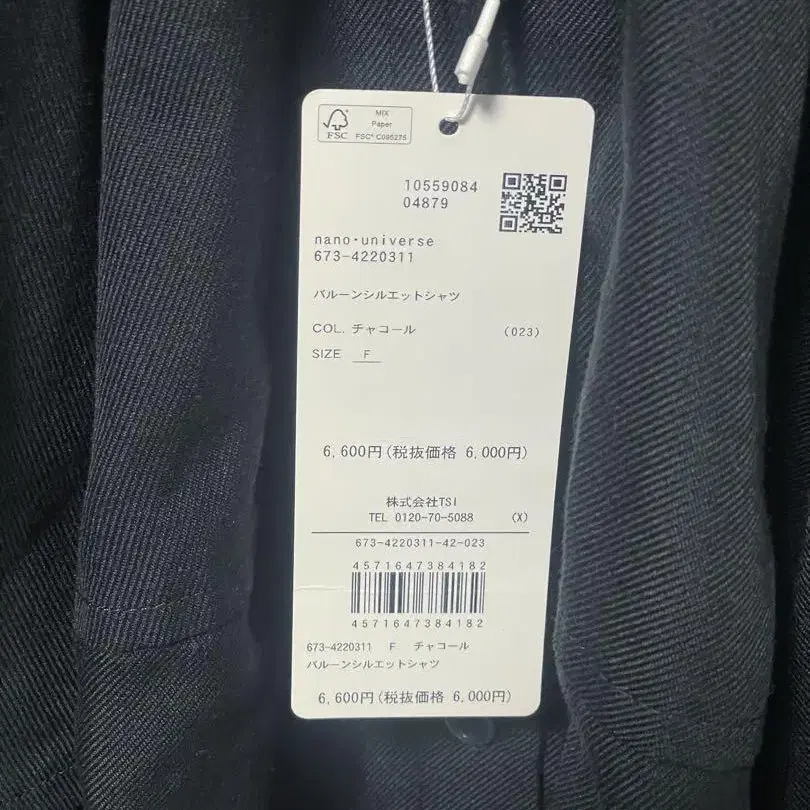 MIX
Paper
FSC
FSC® C095275
10559084
04879
nano・universe
673-4220311
バルーンシルエットシャツ
COL. チャコール (023)
SIZE F
6,600円(税抜価格 6,000円)
株式会社TSI
TEL 0120-70-5088 (X)
673-4220311-42-023
4571647384182
4571647384182
673-4220311 F チャコール
バルーンシルエットシャツ
6,600円(税抜価格 6,000円)